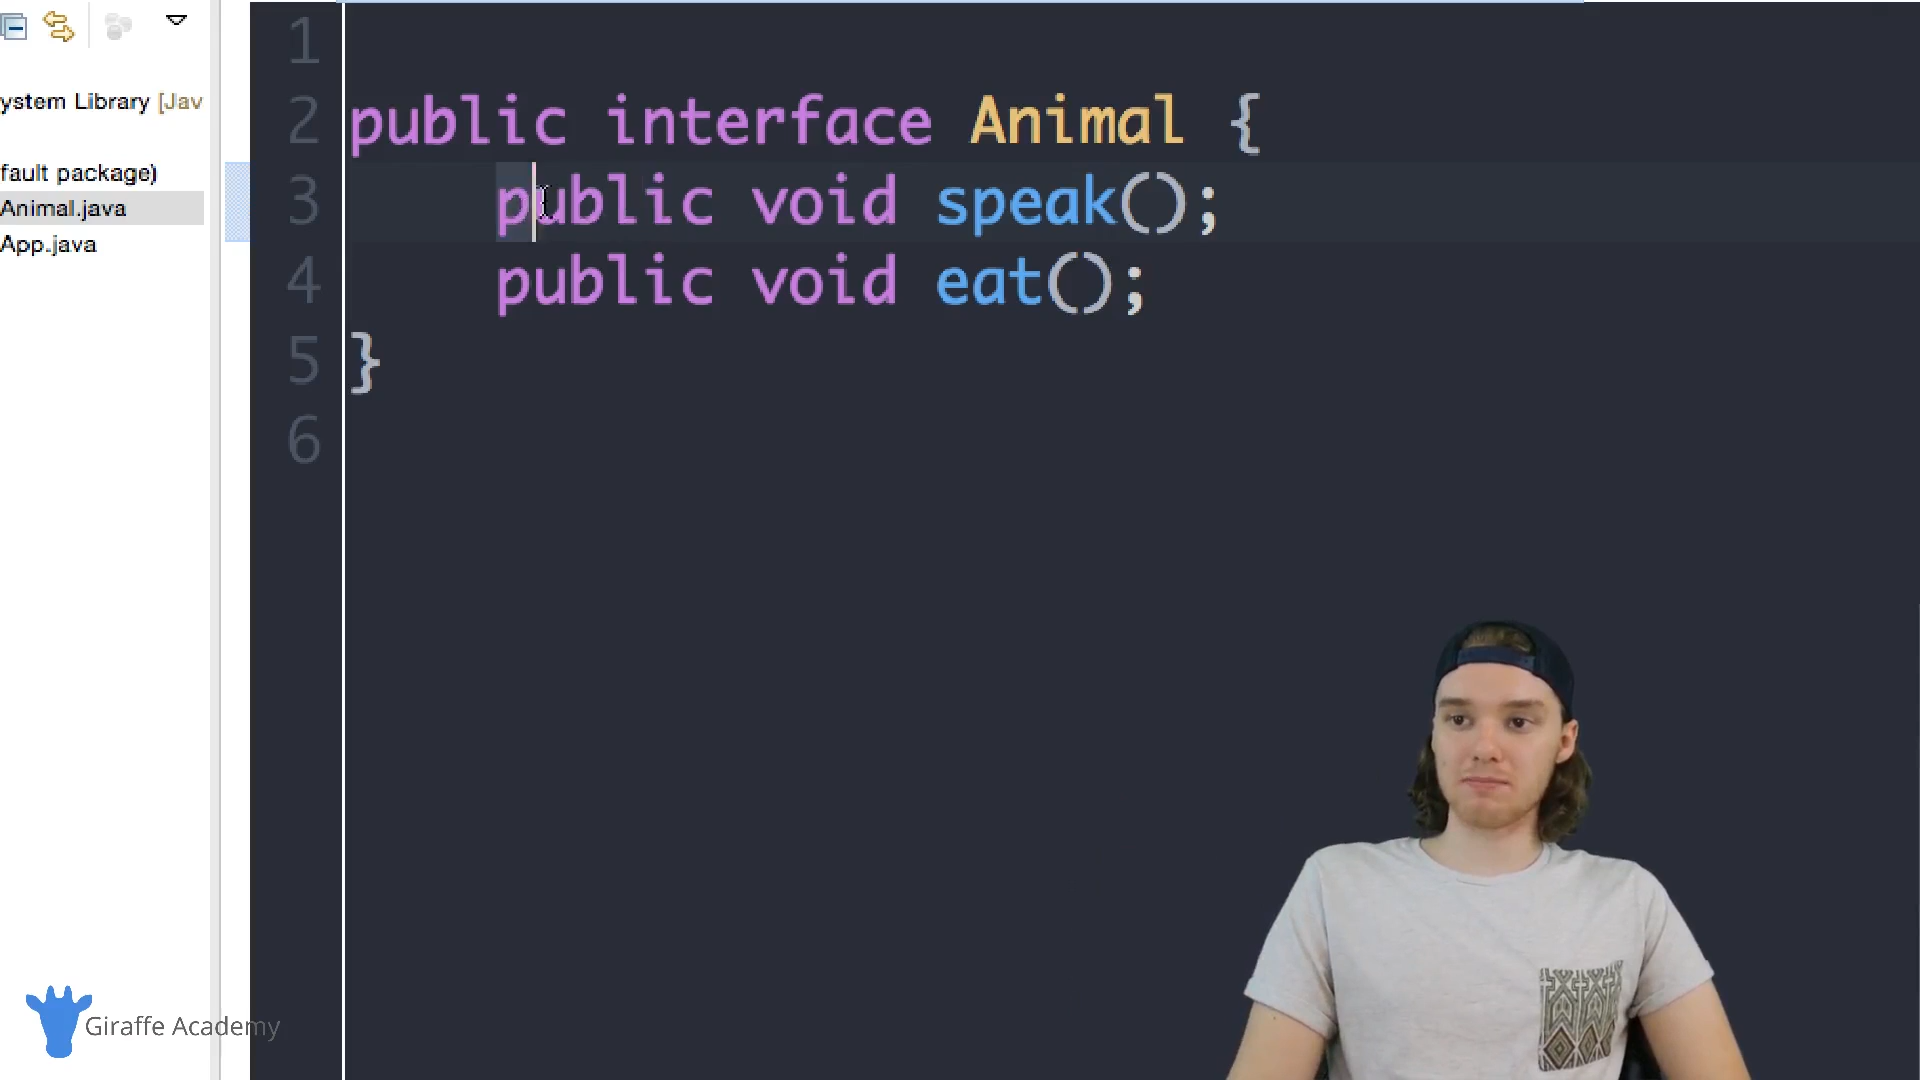 ystem Library [Jav
fault package)
Animal.java
App.java
1
2 public interface Animal {
3 public void speak();
4 public void eat();
5 }
6
Giraffe Academy